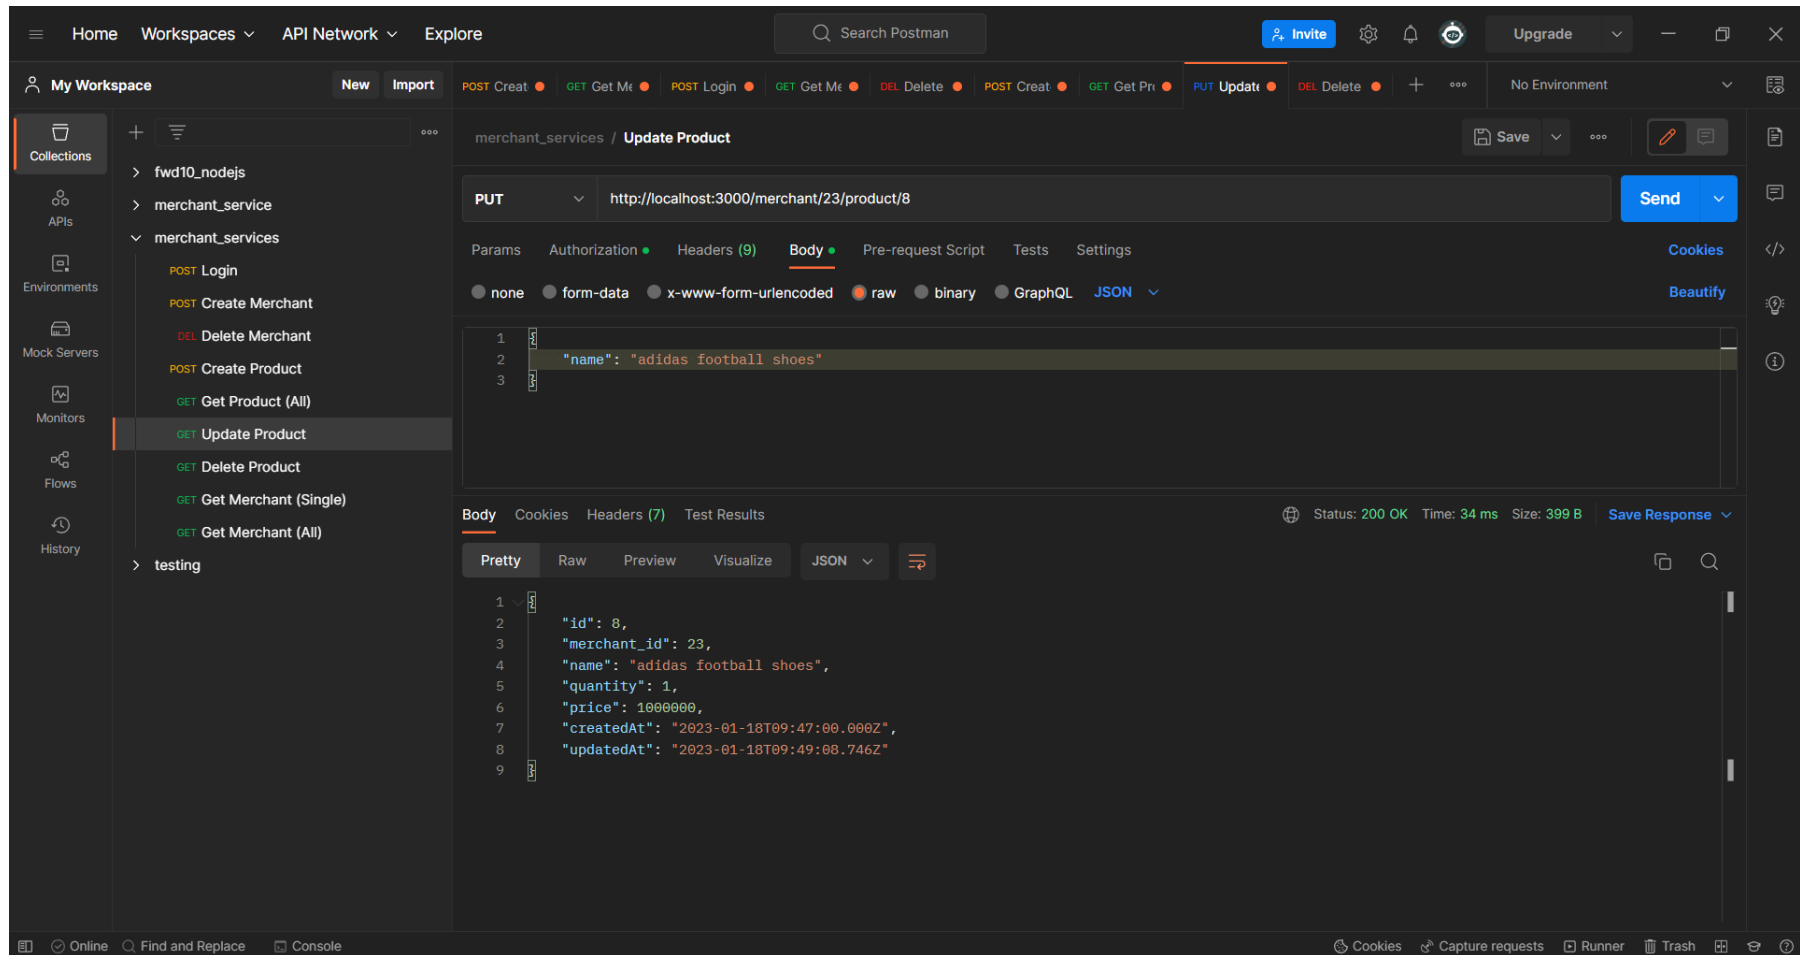 Home Workspaces API Network Explore Search Postman Invite Upgrade
My Workspace New Import POST Creat GET Get Me POST Login GET Get Me DEL Delete POST Creat GET Get Pr PUT Update DEL Delete No Environment
Collections
APIs
Environments
Mock Servers
Monitors
Flows
History
fwd10_nodejs
merchant_service
merchant_services
POST Login
POST Create Merchant
DEL Delete Merchant
POST Create Product
GET Get Product (All)
GET Update Product
GET Delete Product
GET Get Merchant (Single)
GET Get Merchant (All)
testing
merchant_services / Update Product Save
PUT http://localhost:3000/merchant/23/product/8 Send
Params Authorization Headers (9) Body Pre-request Script Tests Settings Cookies
none form-data x-www-form-urlencoded raw binary GraphQL JSON Beautify
1 {
2 "name": "adidas football shoes"
3 }
Body Cookies Headers (7) Test Results Status: 200 OK Time: 34 ms Size: 399 B Save Response
Pretty Raw Preview Visualize JSON
1 {
2 "id": 8,
3 "merchant_id": 23,
4 "name": "adidas football shoes",
5 "quantity": 1,
6 "price": 1000000,
7 "createdAt": "2023-01-18T09:47:00.000Z",
8 "updatedAt": "2023-01-18T09:49:08.746Z"
9 }
Online Find and Replace Console Cookies Capture requests Runner Trash